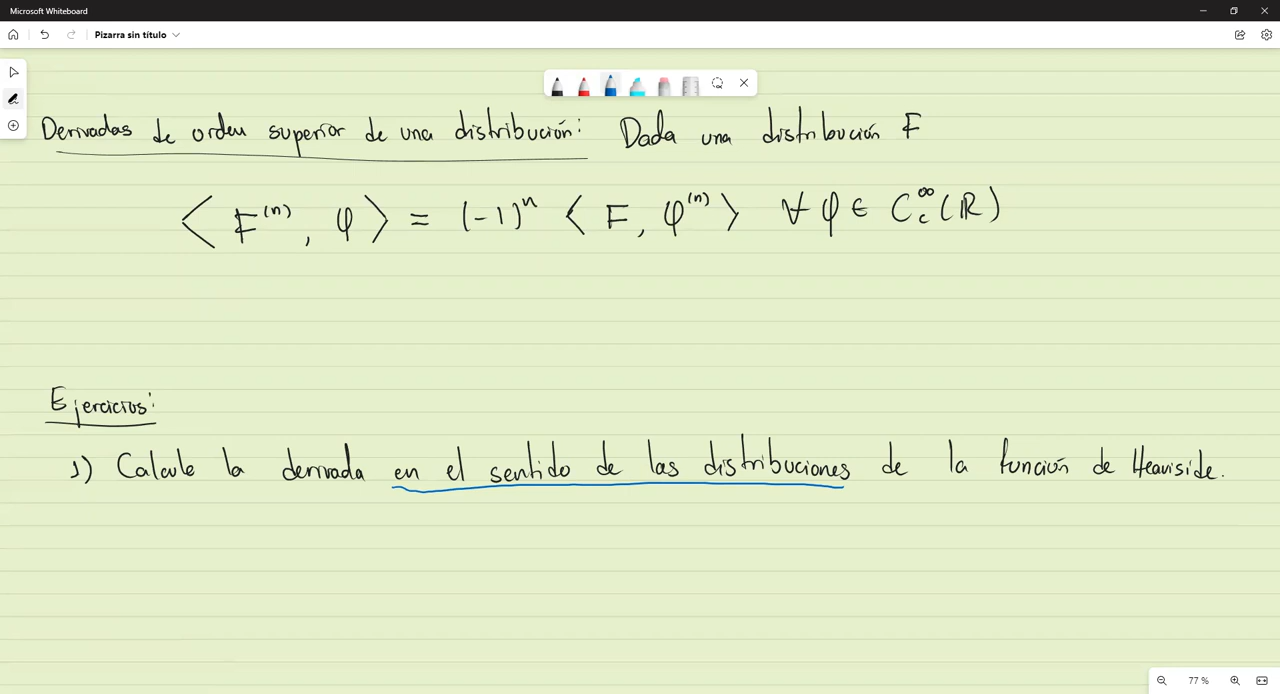 Microsoft Whiteboard
Pizarra sin título
Derivadas de orden superior de una distribución: Dada una distribución F
⟨F⁽ⁿ⁾, φ⟩ = (-1)ⁿ ⟨F, φ⁽ⁿ⁾⟩ ∀ φ ∈ C_c^∞(ℝ)
Ejercicios:
1) Calcule la derivada en el sentido de las distribuciones de la función de Heaviside.
77 %